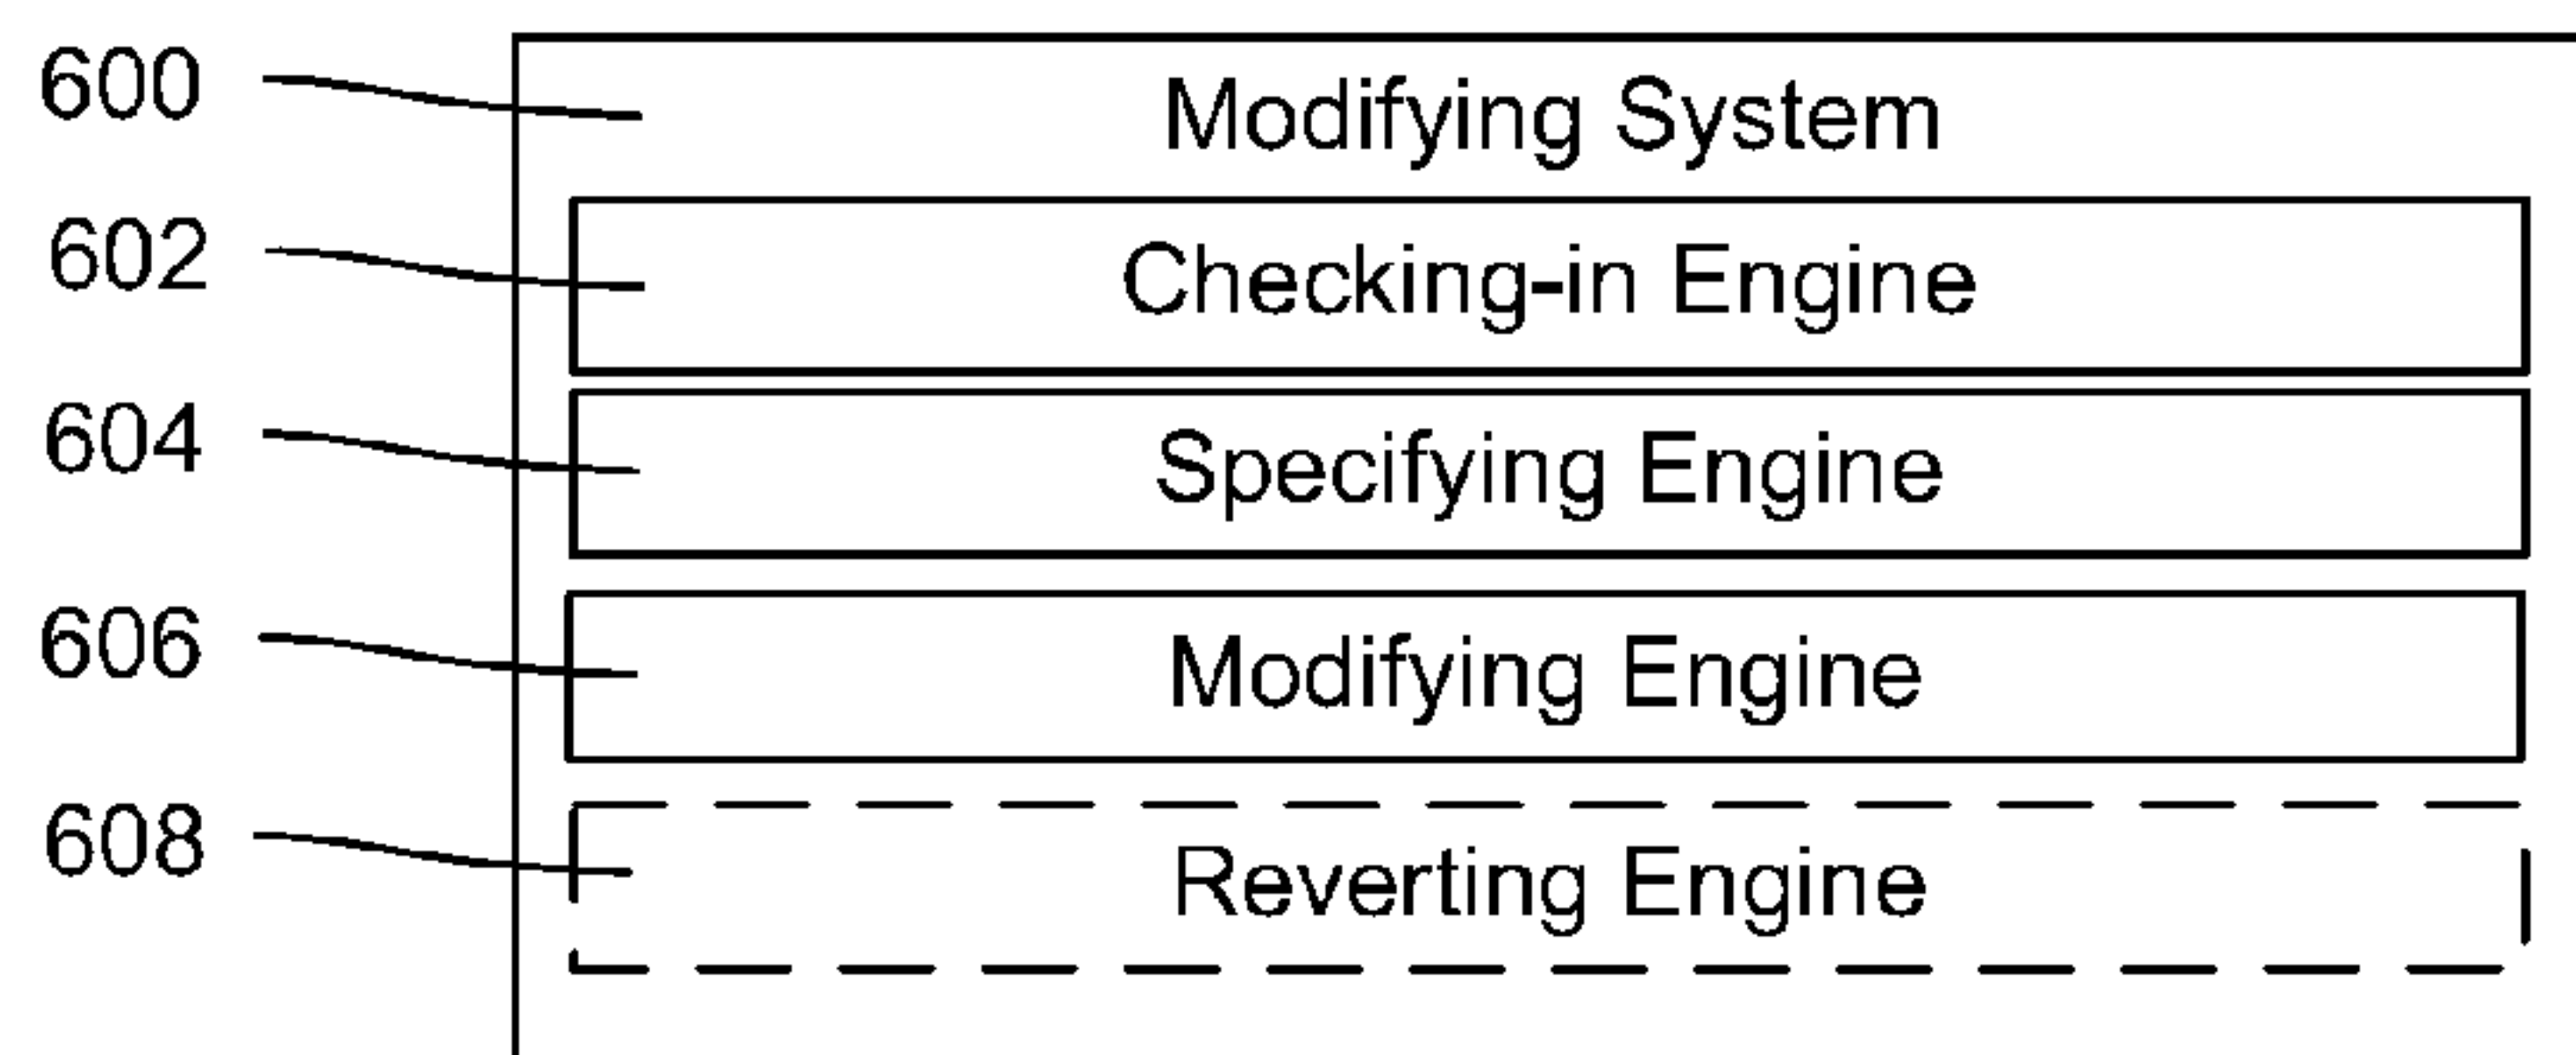 600 Modifying System
602 Checking-in Engine
604 Specifying Engine
606 Modifying Engine
608 Reverting Engine